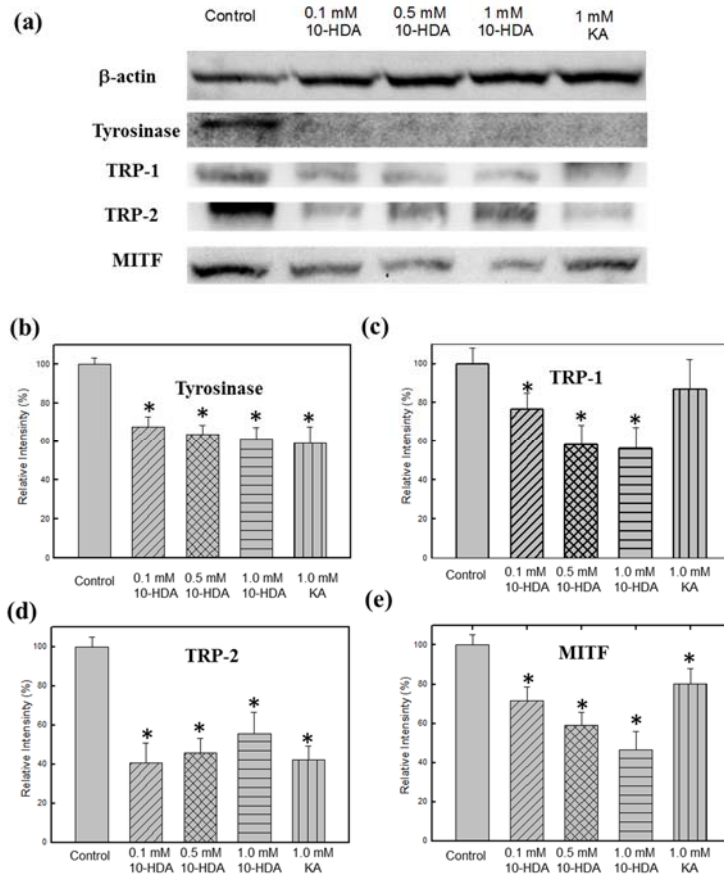 (a)
Control 0.1 mM 0.5 mM 1 mM 1 mM
10-HDA 10-HDA 10-HDA KA
β-actin
Tyrosinase
TRP-1
TRP-2
MITF
(b)
Tyrosinase
Relative Intensinty (%)
100
80
60
40
20
0
* * * *
Control 0.1 mM 0.5 mM 1.0 mM 1.0 mM
10-HDA 10-HDA 10-HDA KA
(c)
TRP-1
Relative Intensinty (%)
100
80
60
40
20
0
* * *
Control 0.1 mM 0.5 mM 1.0 mM 1.0 mM
10-HDA 10-HDA 10-HDA KA
(d)
TRP-2
Relative Intensinty (%)
100
80
60
40
20
0
* * * *
Control 0.1 mM 0.5 mM 1.0 mM 1.0 mM
10-HDA 10-HDA 10-HDA KA
(e)
MITF
Relative Intensinty (%)
100
80
60
40
20
0
* * * *
Control 0.1 mM 0.5 mM 1.0 mM 1.0 mM
10-HDA 10-HDA 10-HDA KA